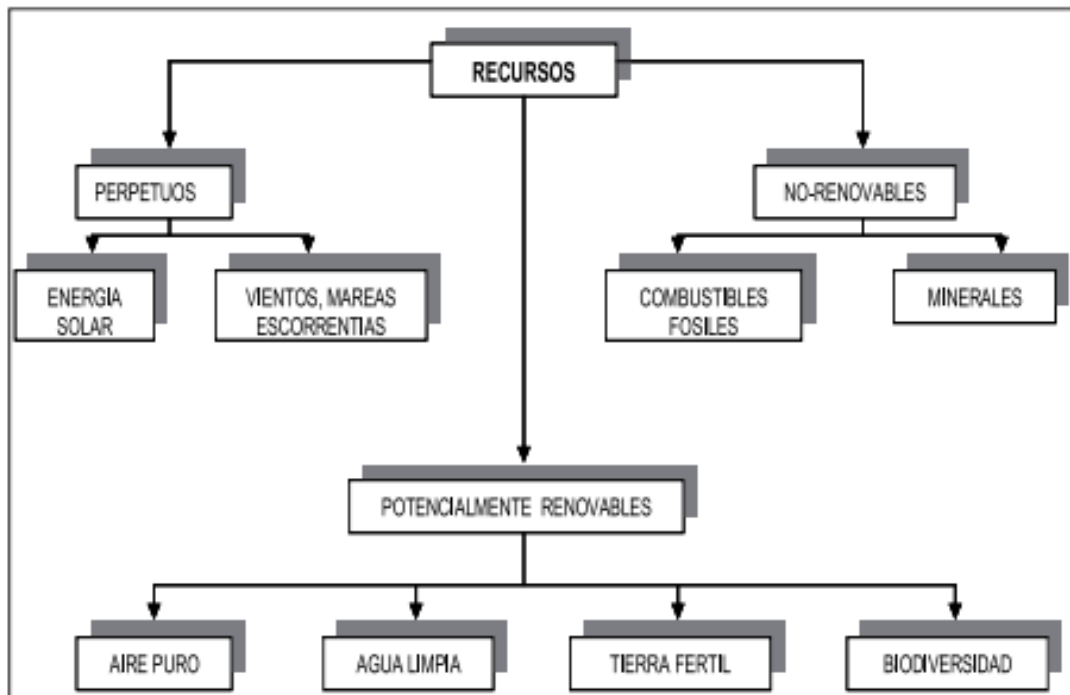 RECURSOS
PERPETUOS
NO-RENOVABLES
ENERGIA
SOLAR
VIENTOS, MAREAS
ESCORRENTIAS
COMBUSTIBLES
FOSILES
MINERALES
POTENCIALMENTE RENOVABLES
AIRE PURO
AGUA LIMPIA
TIERRA FERTIL
BIODIVERSIDAD